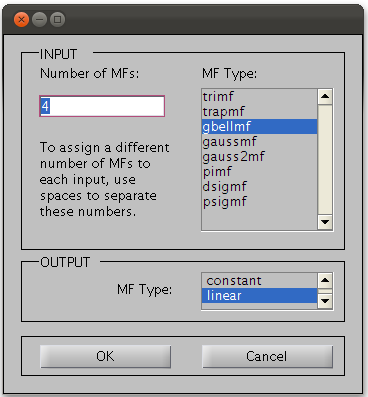 INPUT
Number of MFs:
4
To assign a different
number of MFs to
each input, use
spaces to separate
these numbers.
MF Type:
trimf
trapmf
gbellmf
gaussmf
gauss2mf
pimf
dsigmf
psigmf
OUTPUT
MF Type:
constant
linear
OK
Cancel